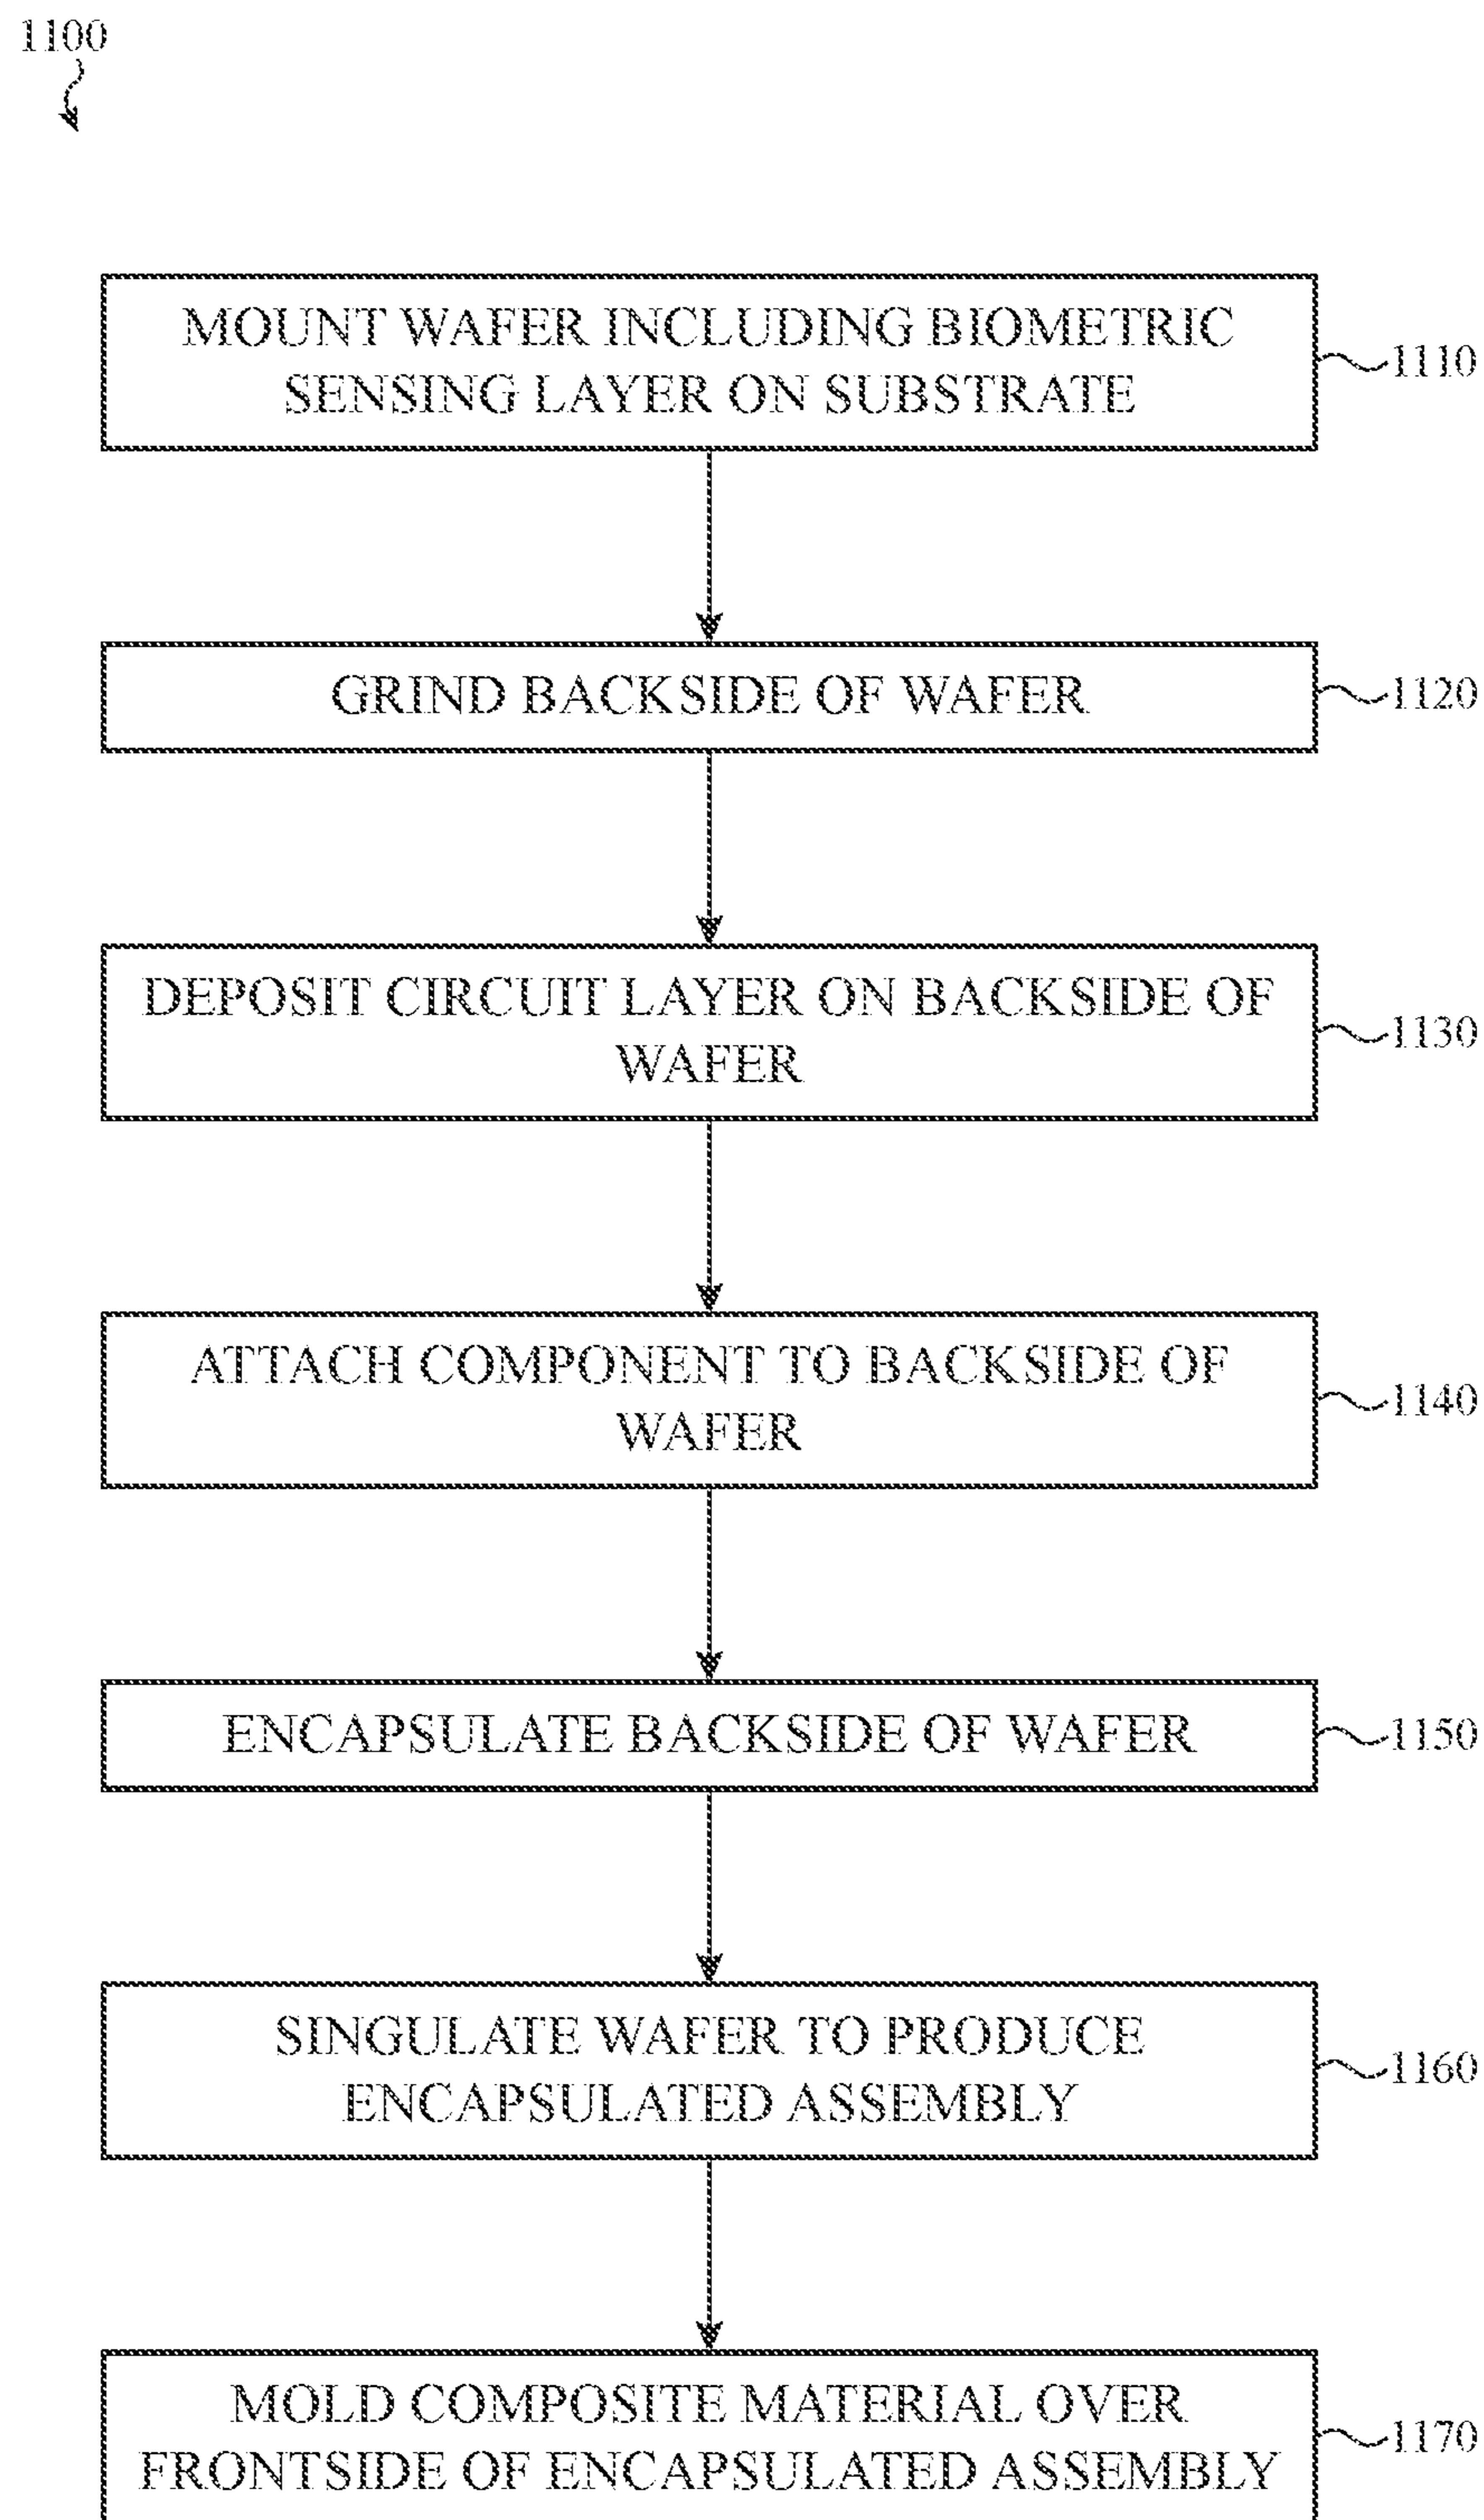 1100
MOUNT WAFER INCLUDING BIOMETRIC
SENSING LAYER ON SUBSTRATE
1110
GRIND BACKSIDE OF WAFER
1120
DEPOSIT CIRCUIT LAYER ON BACKSIDE OF
WAFER
1130
ATTACH COMPONENT TO BACKSIDE OF
WAFER
1140
ENCAPSULATE BACKSIDE OF WAFER
1150
SINGULATE WAFER TO PRODUCE
ENCAPSULATED ASSEMBLY
1160
MOLD COMPOSITE MATERIAL OVER
FRONTSIDE OF ENCAPSULATED ASSEMBLY
1170